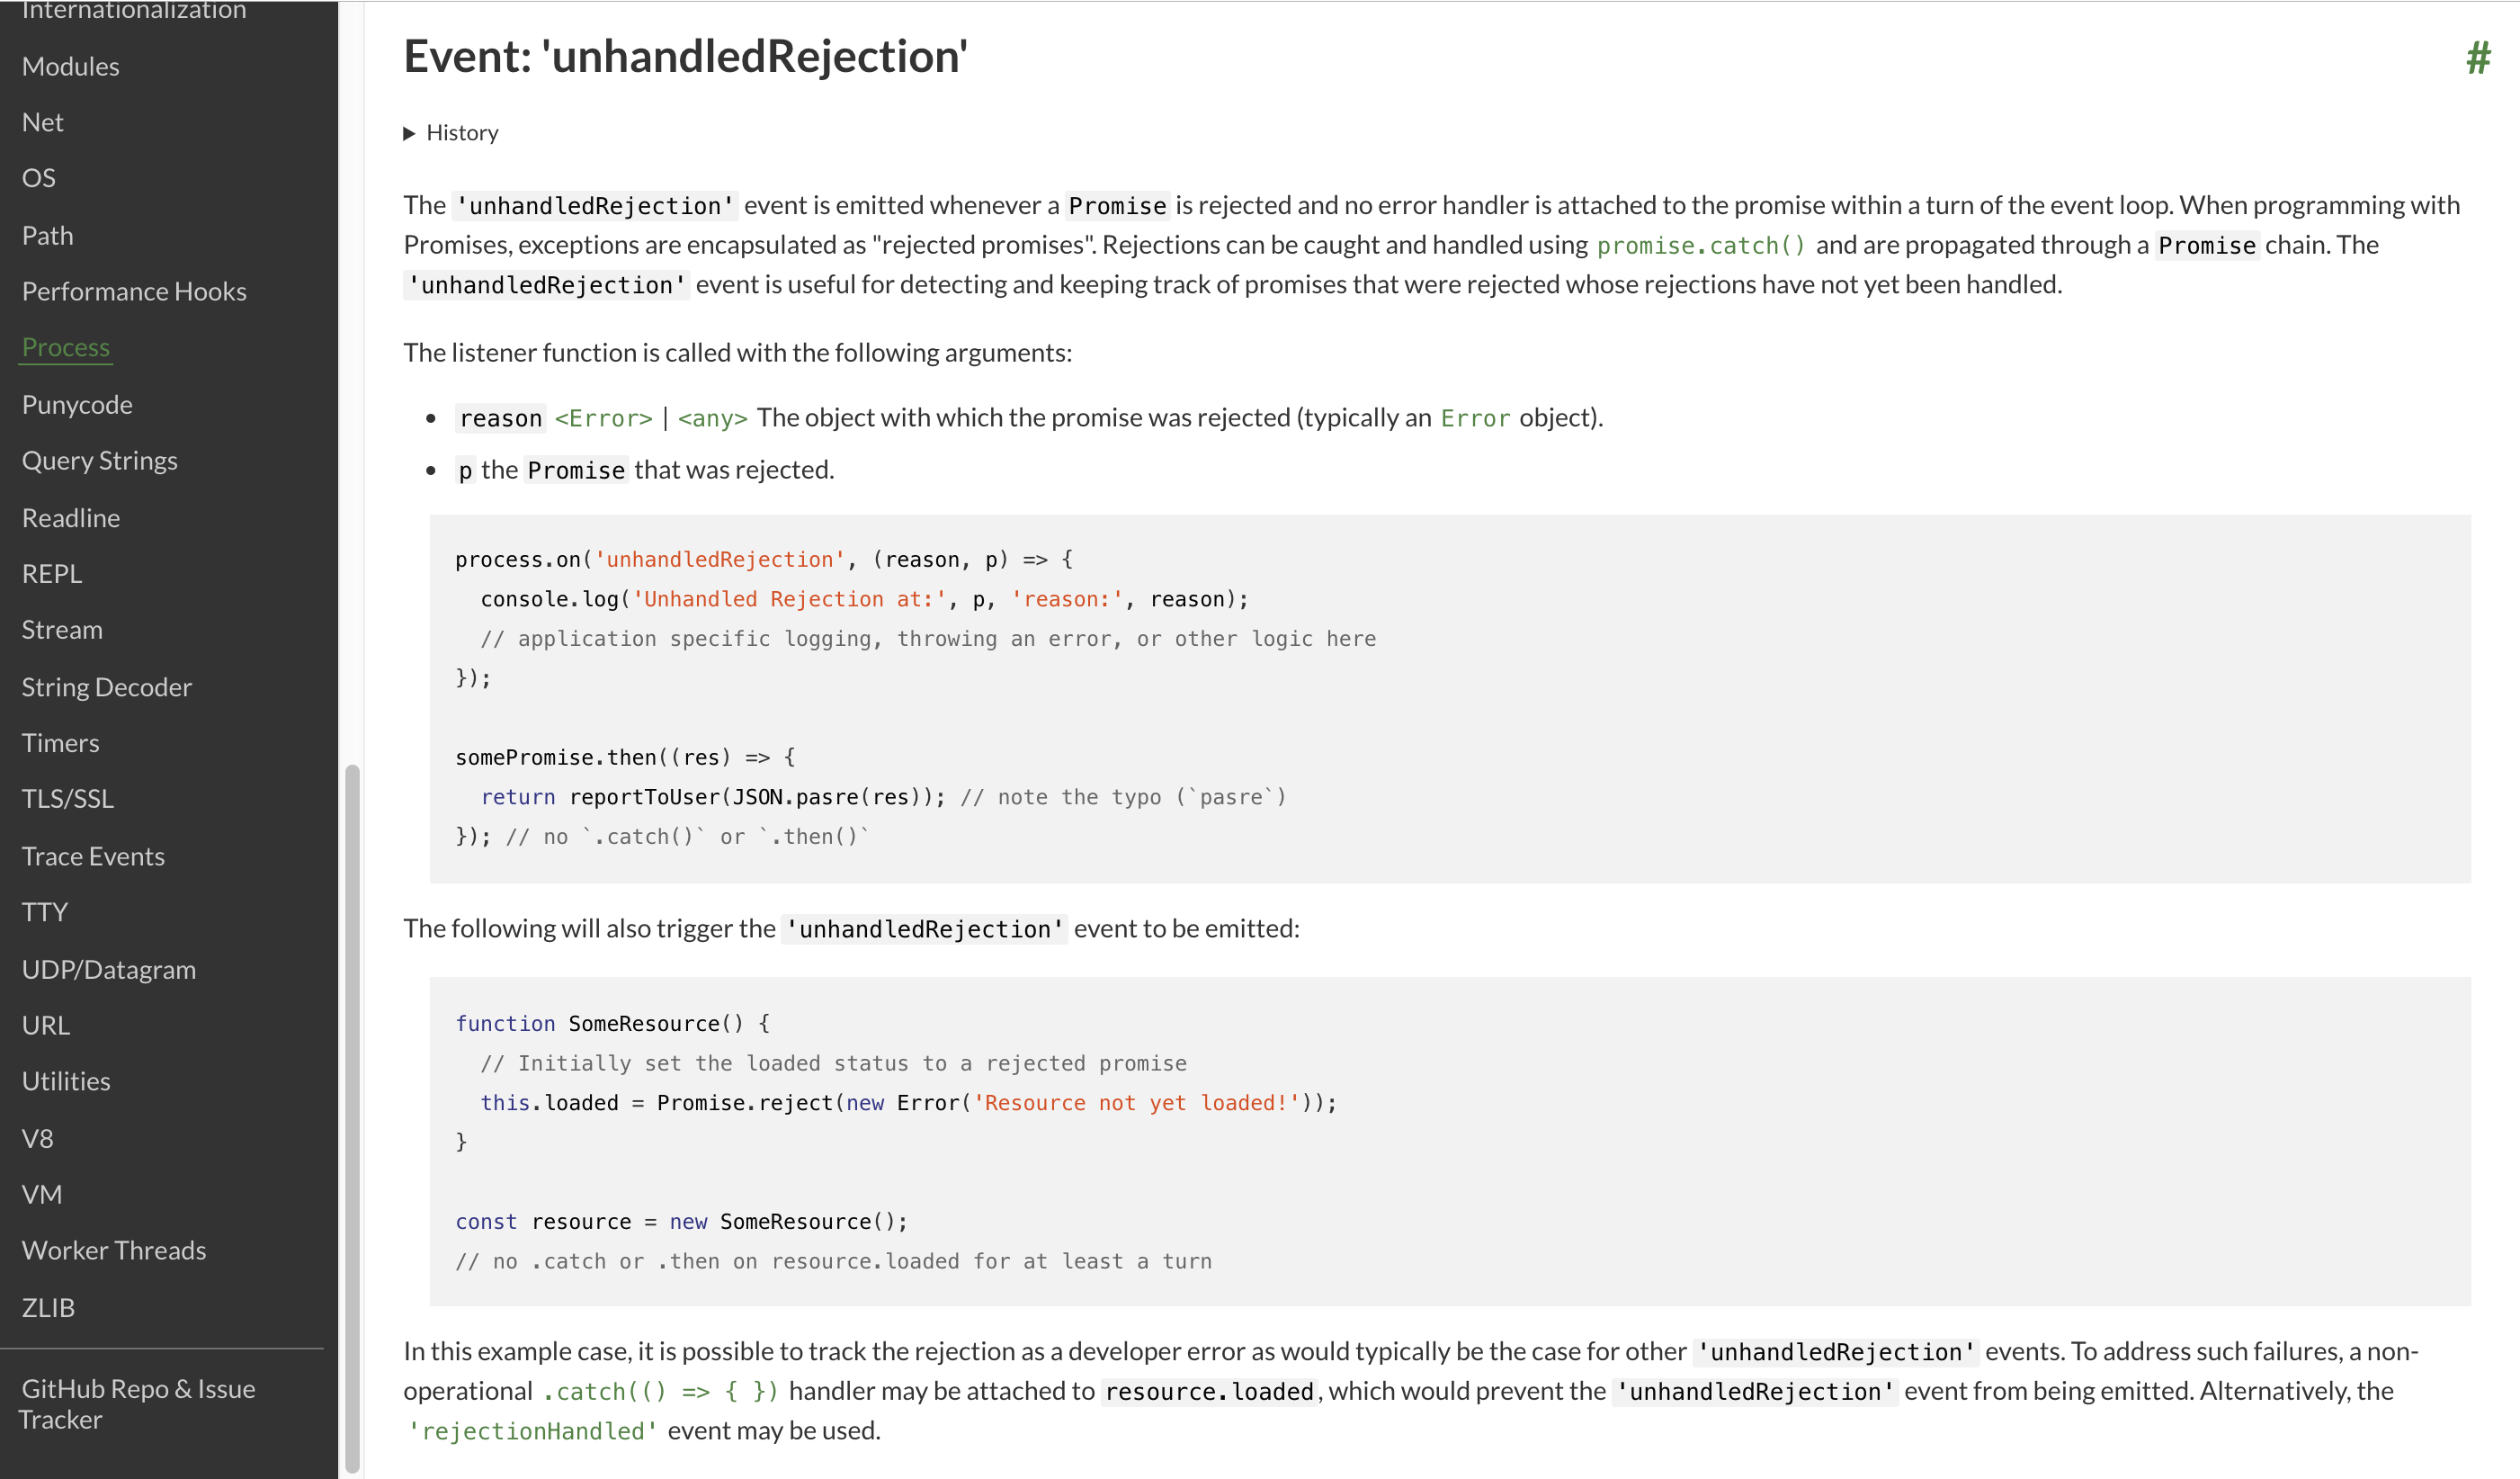 Internationalization
Modules
Net
OS
Path
Performance Hooks
Process
Punycode
Query Strings
Readline
REPL
Stream
String Decoder
Timers
TLS/SSL
Trace Events
TTY
UDP/Datagram
URL
Utilities
V8
VM
Worker Threads
ZLIB
GitHub Repo & Issue
Tracker
Event: 'unhandledRejection'
#
▶ History
The 'unhandledRejection' event is emitted whenever a Promise is rejected and no error handler is attached to the promise within a turn of the event loop. When programming with
Promises, exceptions are encapsulated as "rejected promises". Rejections can be caught and handled using promise.catch() and are propagated through a Promise chain. The
'unhandledRejection' event is useful for detecting and keeping track of promises that were rejected whose rejections have not yet been handled.
The listener function is called with the following arguments:
• reason <Error> | <any> The object with which the promise was rejected (typically an Error object).
• p the Promise that was rejected.
process.on('unhandledRejection', (reason, p) => {
  console.log('Unhandled Rejection at:', p, 'reason:', reason);
  // application specific logging, throwing an error, or other logic here
});
somePromise.then((res) => {
  return reportToUser(JSON.pasre(res)); // note the typo (`pasre`)
}); // no `.catch()` or `.then()`
The following will also trigger the 'unhandledRejection' event to be emitted:
function SomeResource() {
  // Initially set the loaded status to a rejected promise
  this.loaded = Promise.reject(new Error('Resource not yet loaded!'));
}
const resource = new SomeResource();
// no .catch or .then on resource.loaded for at least a turn
In this example case, it is possible to track the rejection as a developer error as would typically be the case for other 'unhandledRejection' events. To address such failures, a non-
operational .catch(() => { }) handler may be attached to resource.loaded, which would prevent the 'unhandledRejection' event from being emitted. Alternatively, the
'rejectionHandled' event may be used.